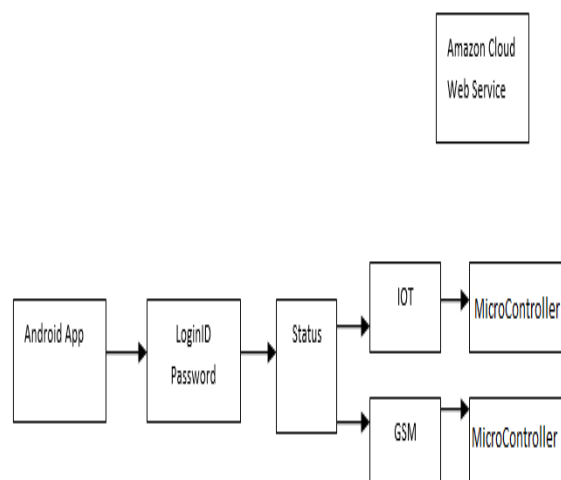 Amazon Cloud
Web Service
Android App
LoginID
Password
Status
IOT
MicroController
GSM
MicroController